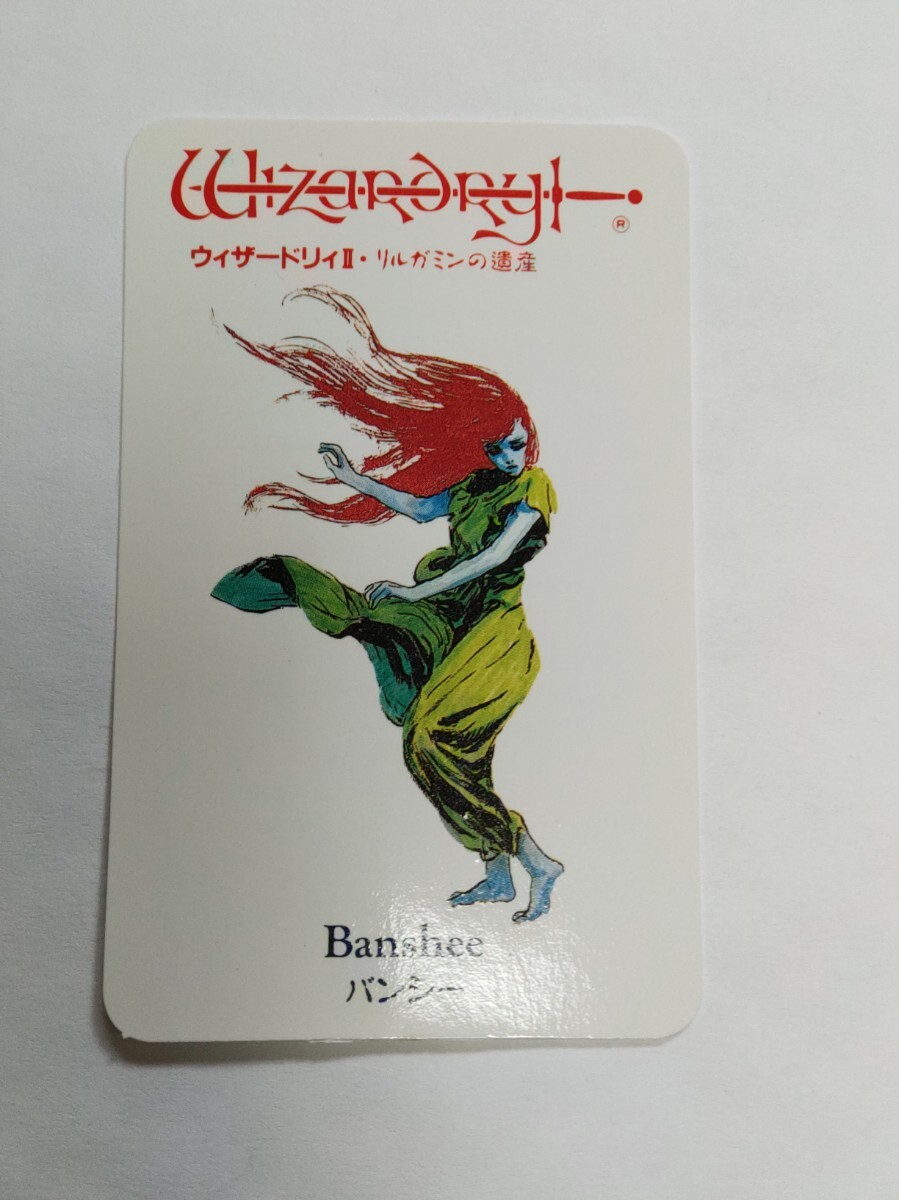 Wizardry
®
ウィザードリィⅡ・リルガミンの遺産
Banshee
バンシー